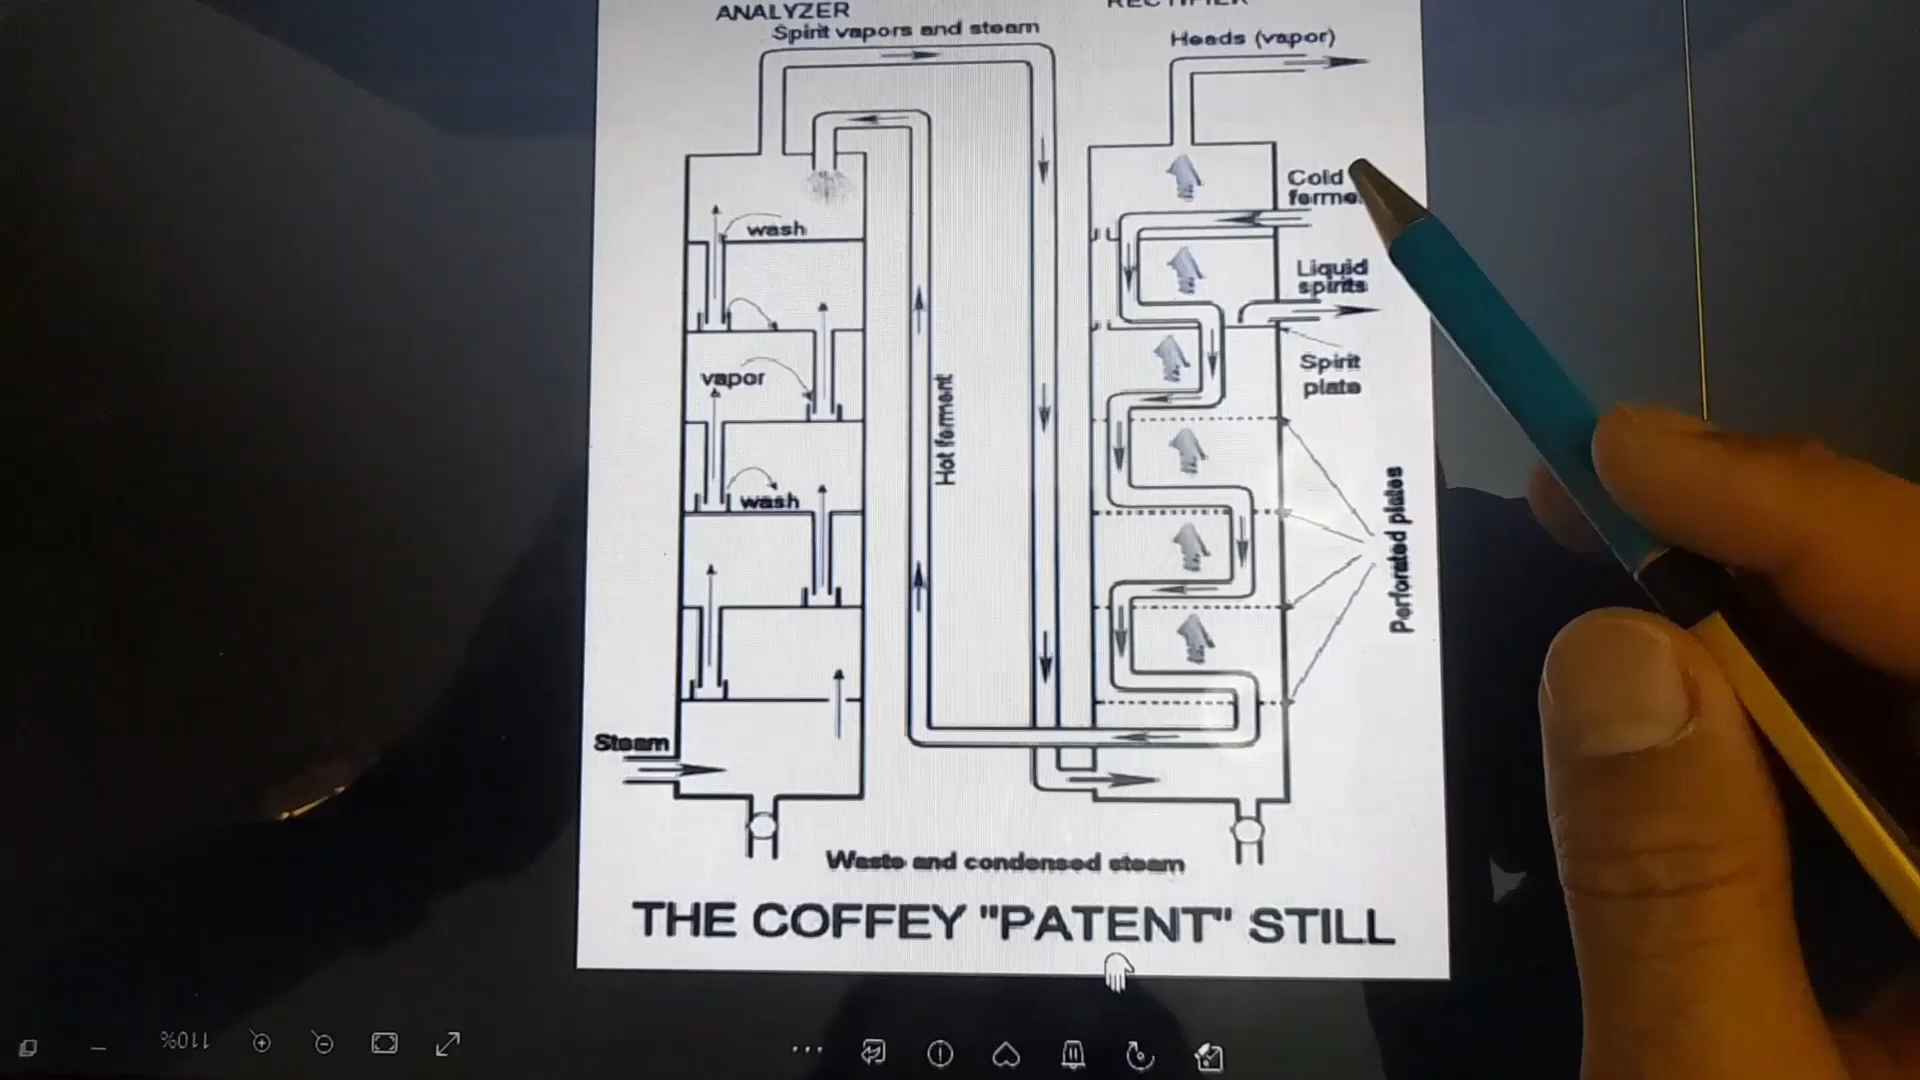 ANALYZER
RECTIFIER
Spirit vapors and steam
Heads (vapor)
Cold
Liquid
spirits
wash
Spirit
plate
vapor
Hot ferment
wash
Perforated plates
Steam
Waste and condensed steam
THE COFFEY "PATENT" STILL
110%